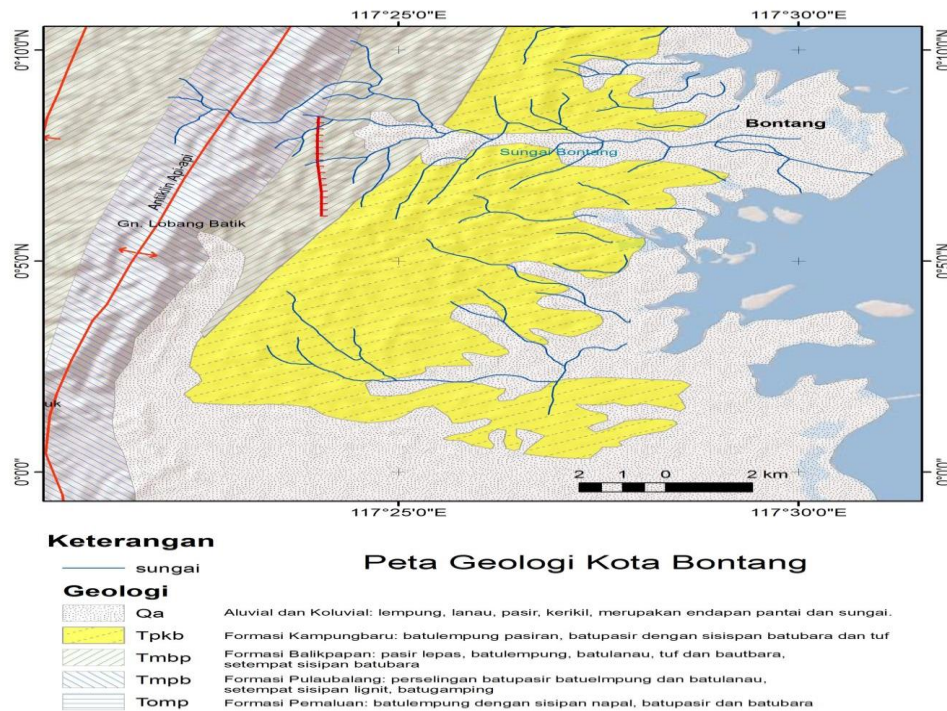 117°25'0"E 117°30'0"E
0°10'0"N 0°10'0"N
Bontang
Sungai Bontang
Antiklin Api-api
Gn. Lobang Batik
0°5'0"N 0°5'0"N
uk
0°0'0" 0°0'0"
2 1 0 2 km
117°25'0"E 117°30'0"E
Keterangan
sungai
Peta Geologi Kota Bontang
Geologi
Qa Aluvial dan Koluvial: lempung, lanau, pasir, kerikil, merupakan endapan pantai dan sungai.
Tpkb Formasi Kampungbaru: batulempung pasiran, batupasir dengan sisispan batubara dan tuf
Tmbp Formasi Balikpapan: pasir lepas, batulempung, batulanau, tuf dan bautbara,
setempat sisipan batubara
Tmpb Formasi Pulaubalang: perselingan batupasir batuelmpung dan batulanau,
setempat sisipan lignit, batugamping
Tomp Formasi Pemaluan: batulempung dengan sisipan napal, batupasir dan batubara